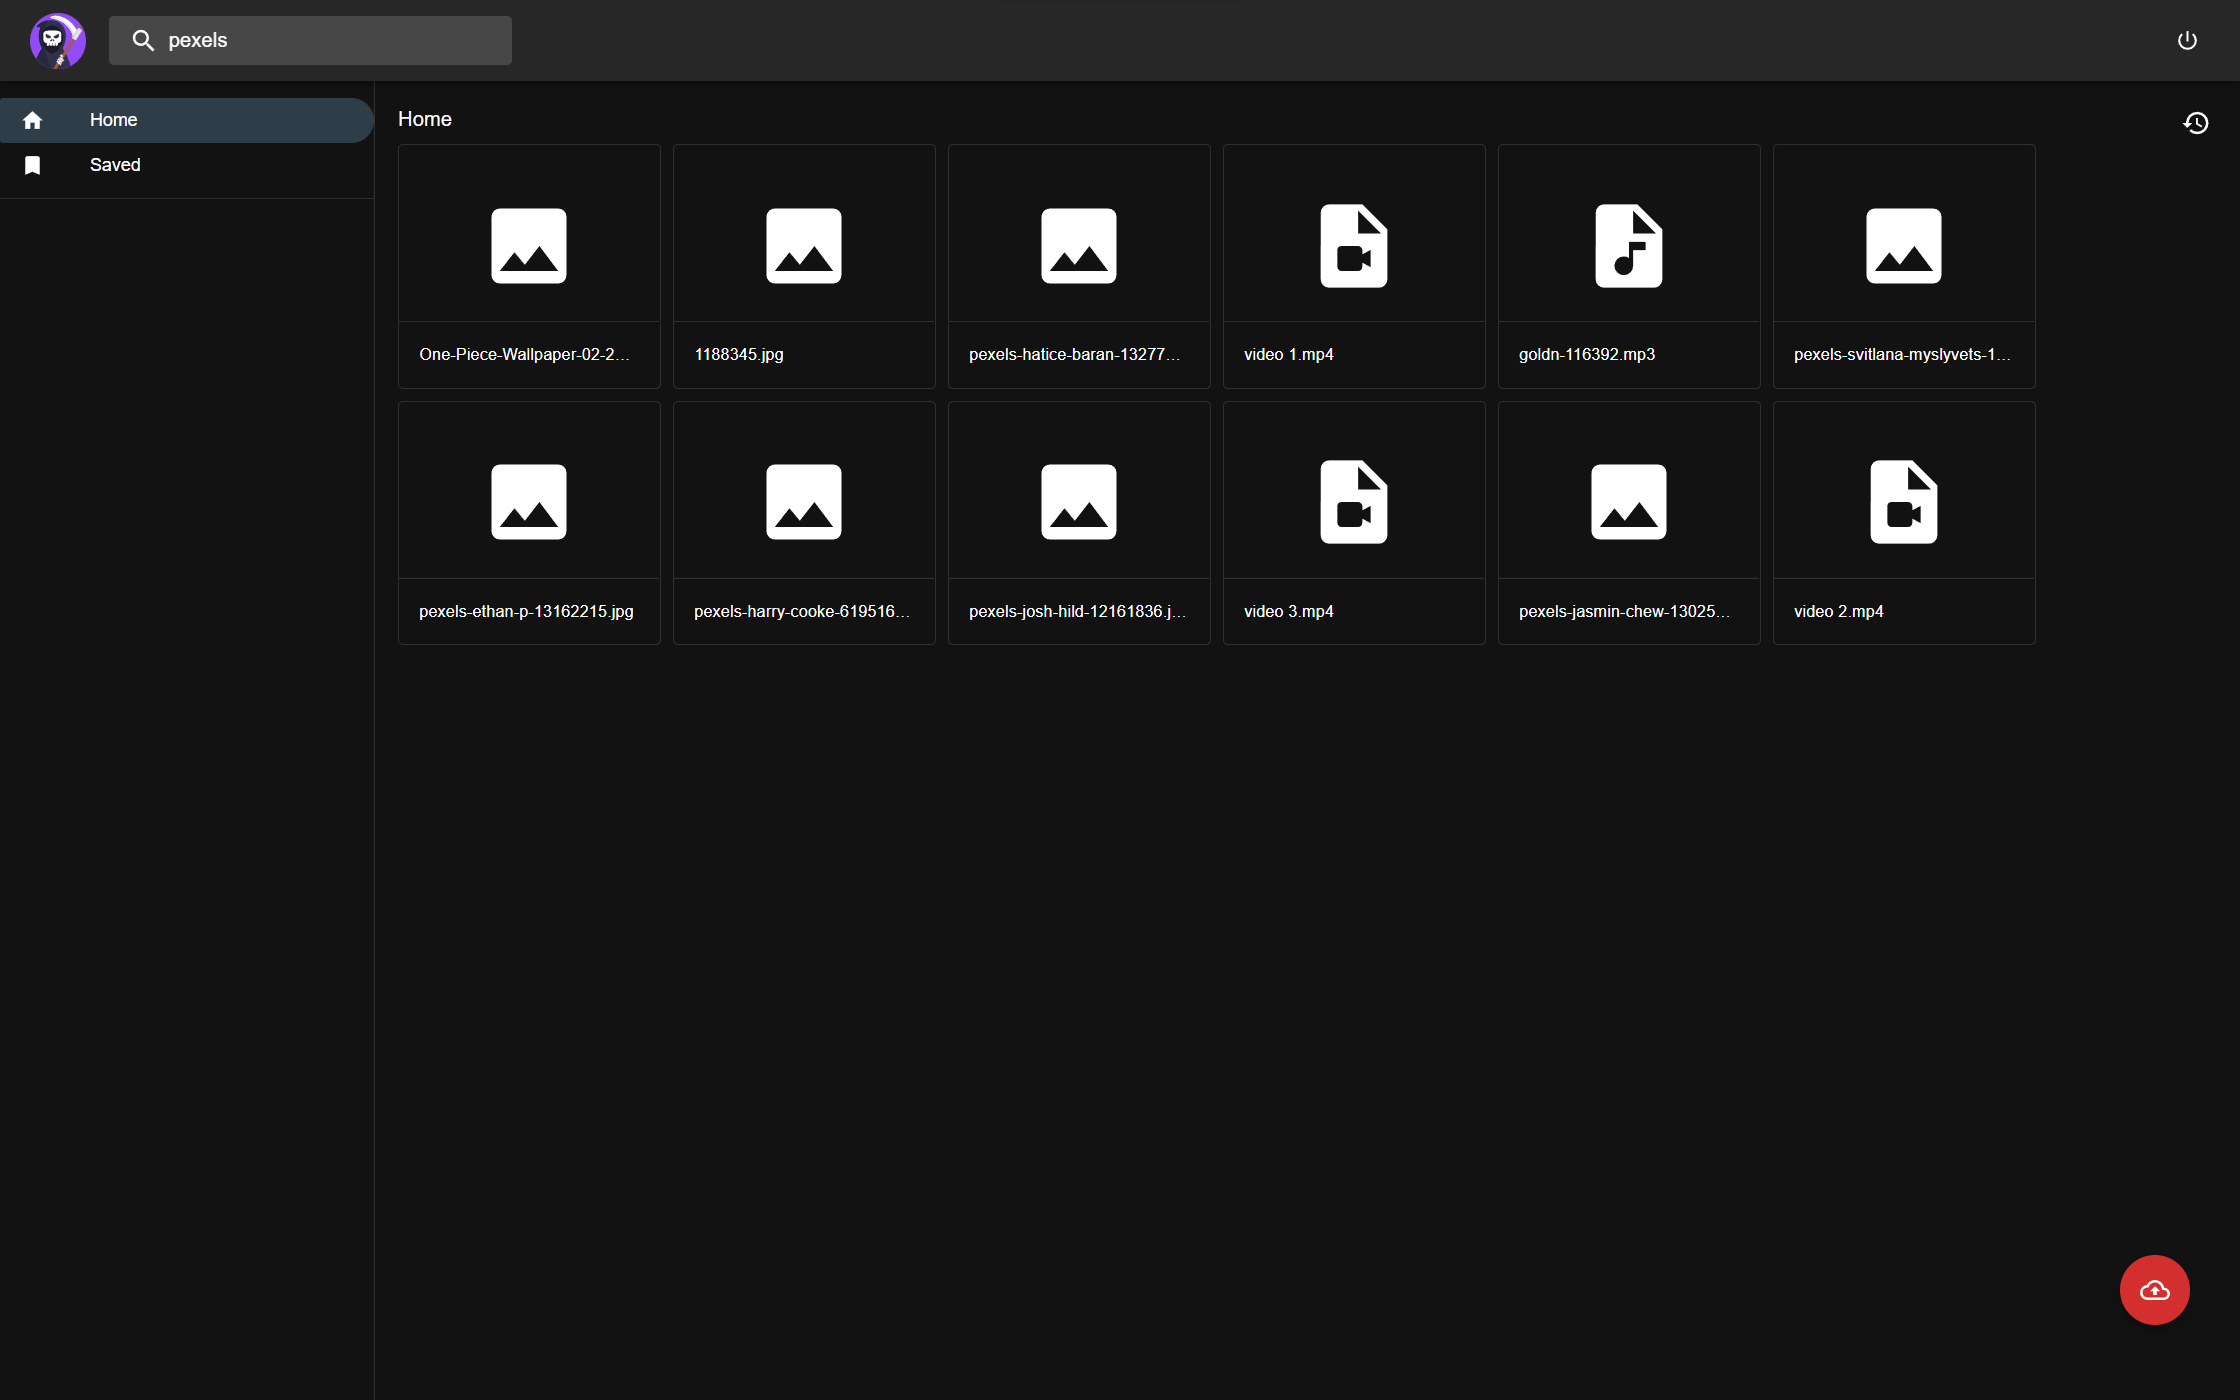 pexels
Home
Saved
Home
One-Piece-Wallpaper-02-2...
1188345.jpg
pexels-hatice-baran-13277...
video 1.mp4
goldn-116392.mp3
pexels-svitlana-myslyvets-1...
pexels-ethan-p-13162215.jpg
pexels-harry-cooke-619516...
pexels-josh-hild-12161836.j...
video 3.mp4
pexels-jasmin-chew-13025...
video 2.mp4